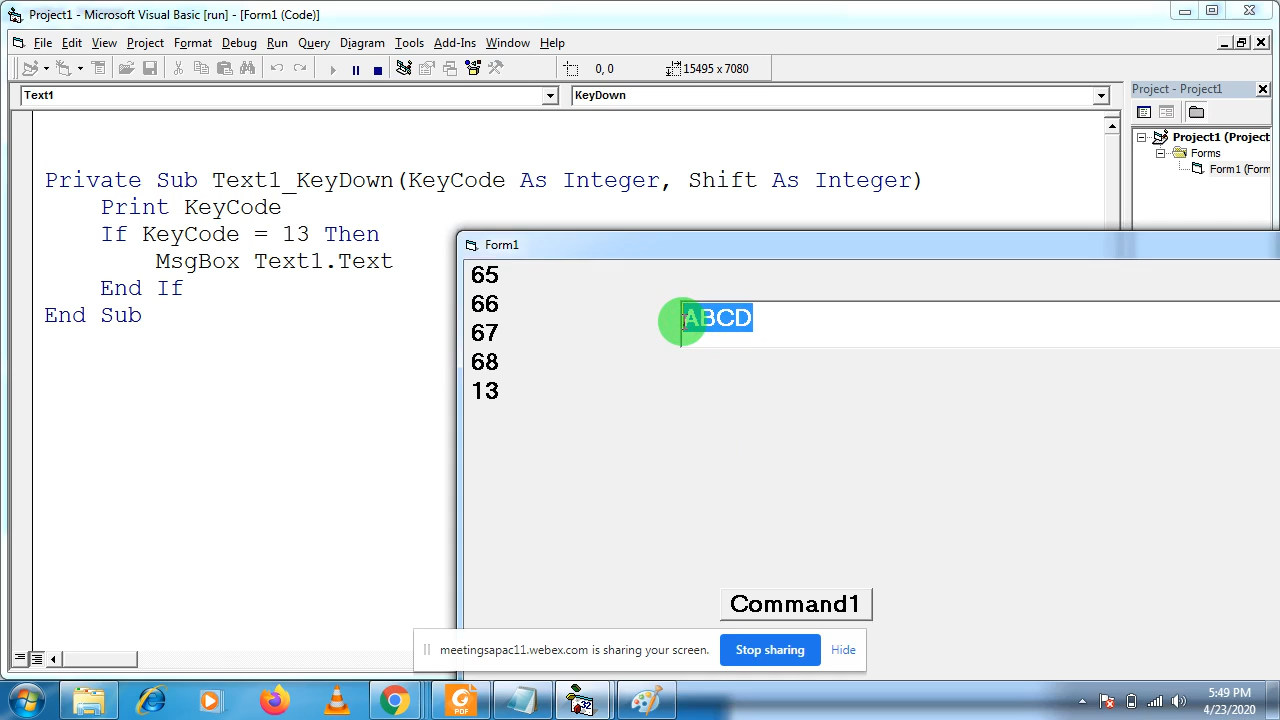 Project1 - Microsoft Visual Basic [run] - [Form1 (Code)]
File Edit View Project Format Debug Run Query Diagram Tools Add-Ins Window Help
0, 0 15495 x 7080
Text1 KeyDown
Project - Project1
Project1 (Project
Forms
Form1 (Form
Private Sub Text1_KeyDown(KeyCode As Integer, Shift As Integer)
Print KeyCode
If KeyCode = 13 Then
MsgBox Text1.Text
End If
End Sub
Form1
65
66
67
68
13
ABCD
Command1
meetingsapac11.webex.com is sharing your screen. Stop sharing Hide
PDF
32
5:49 PM
4/23/2020